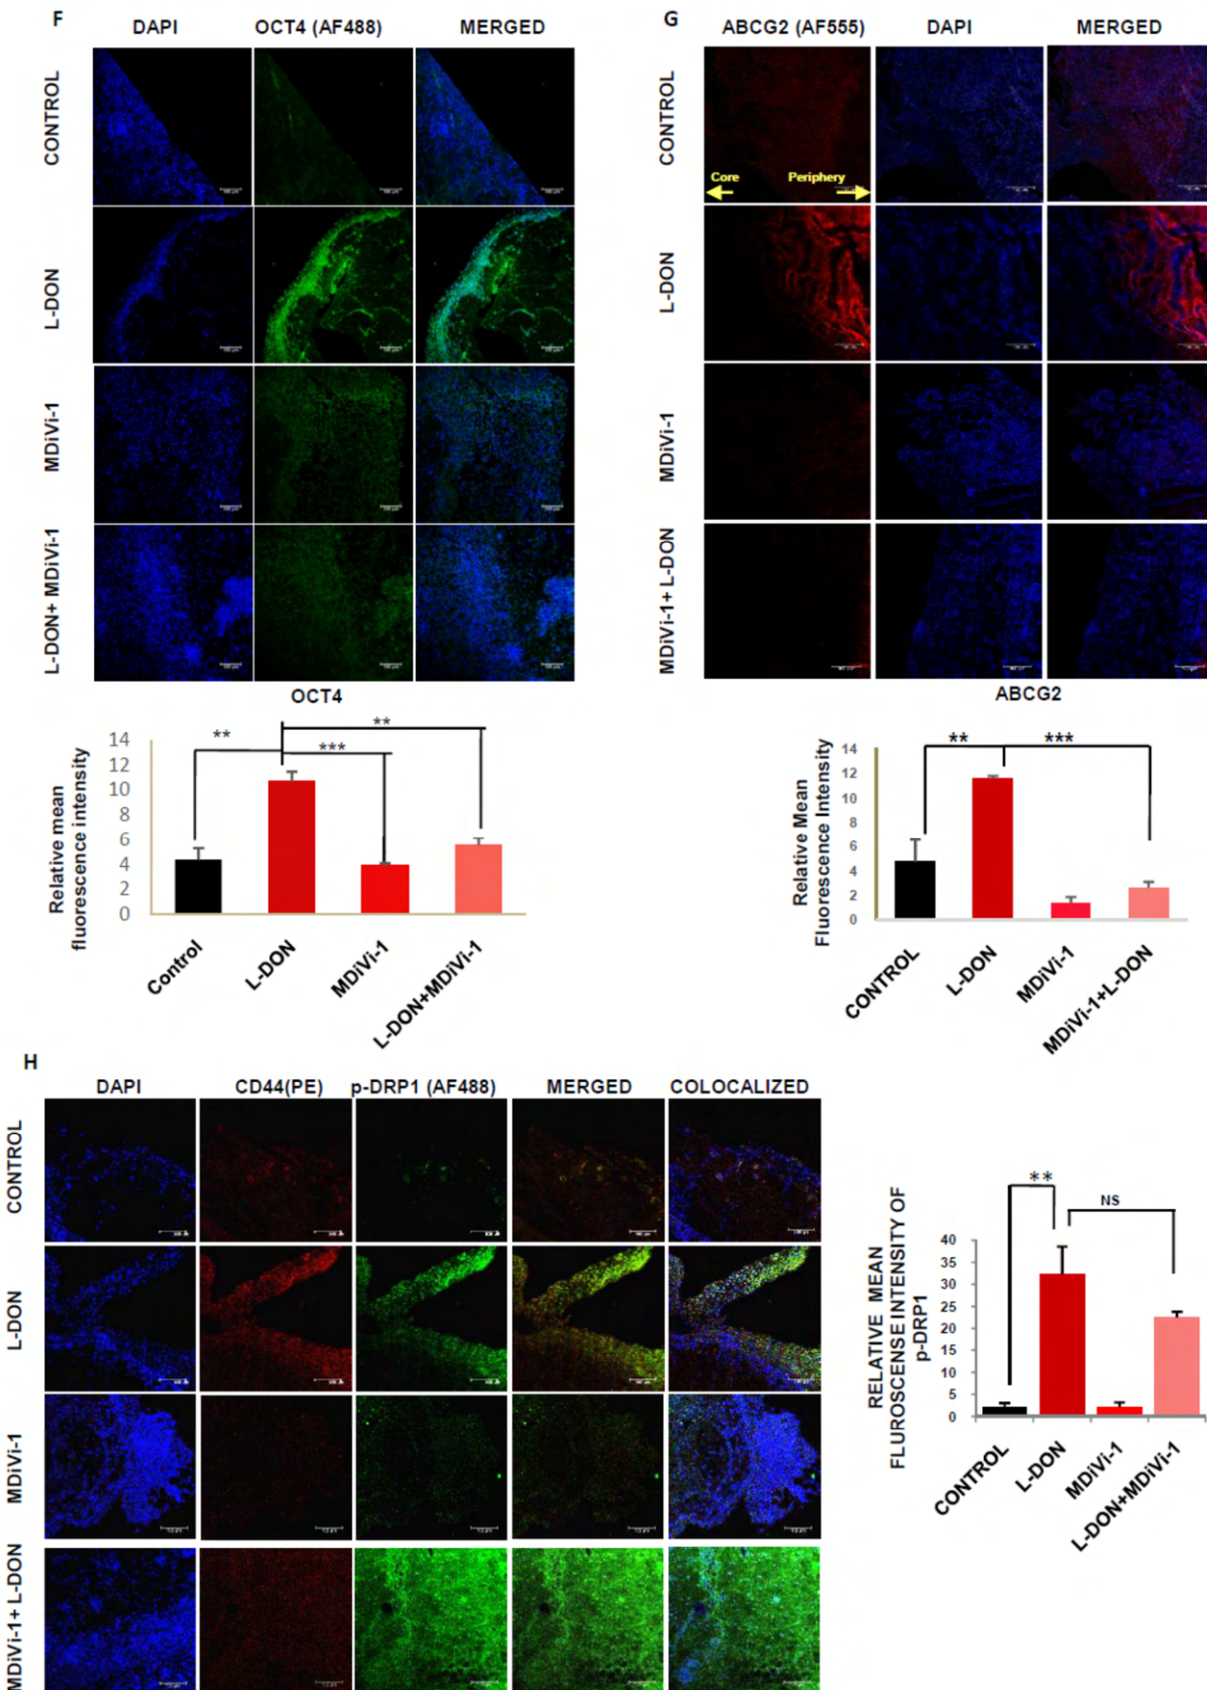 F
DAPI OCT4 (AF488) MERGED
CONTROL
L-DON
MDiVi-1
L-DON+ MDiVi-1
OCT4
Relative mean
fluorescence intensity
14
12
10
8
6
4
2
0
** *** **
Control L-DON MDiVi-1 L-DON+MDiVi-1
G
ABCG2 (AF555) DAPI MERGED
CONTROL
Core Periphery
L-DON
MDiVi-1
MDiVi-1+ L-DON
ABCG2
Relative Mean
Fluorescence Intensity
14
12
10
8
6
4
2
0
** ***
CONTROL L-DON MDiVi-1 MDiVi-1+L-DON
H
DAPI CD44(PE) p-DRP1 (AF488) MERGED COLOCALIZED
CONTROL
L-DON
MDiVi-1
MDiVi-1+ L-DON
RELATIVE MEAN
FLUROSCENSE INTENSITY OF
p-DRP1
40
35
30
25
20
15
10
5
0
** NS
CONTROL L-DON MDiVi-1 L-DON+MDiVi-1